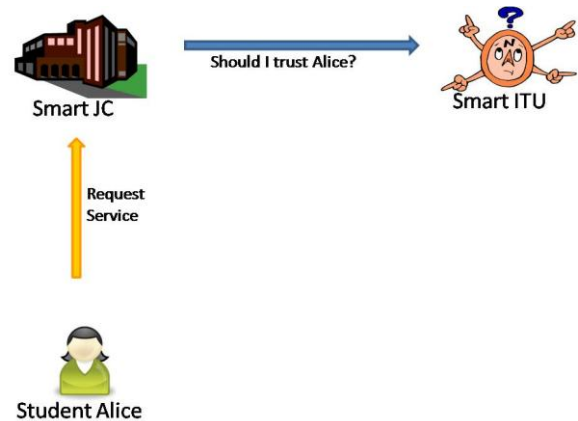 Should I trust Alice?
Smart JC
Smart ITU
Request
Service
Student Alice